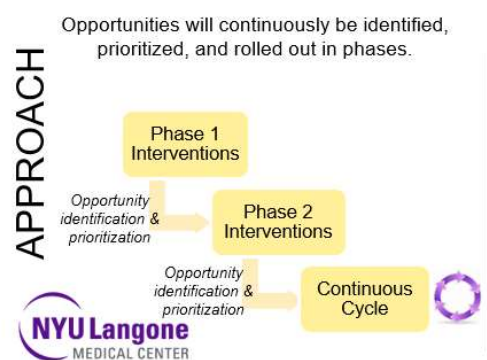 Opportunities will continuously be identified,
prioritized, and rolled out in phases.
APPROACH
Phase 1
Interventions
Opportunity
identification &
prioritization
Phase 2
Interventions
Opportunity
identification &
prioritization
Continuous
Cycle
NYU Langone
MEDICAL CENTER